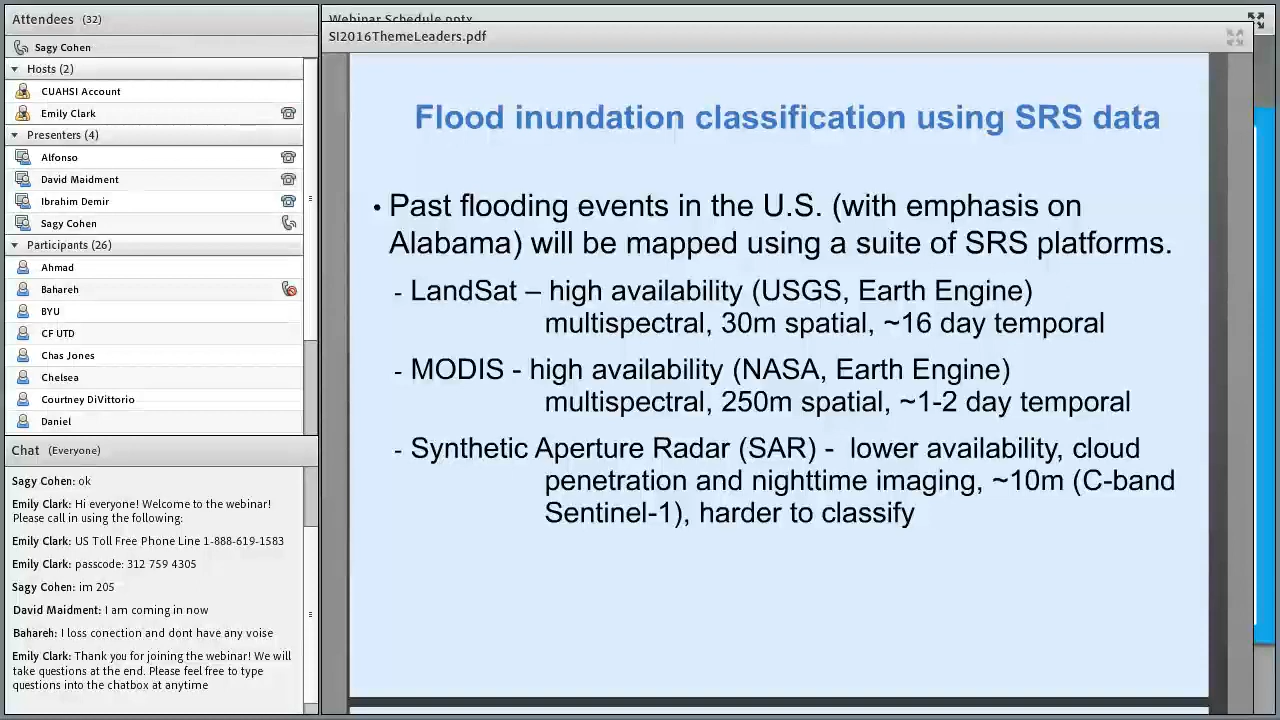 Attendees (32)
Sagy Cohen
Hosts (2)
CUAHSI Account
Emily Clark
Presenters (4)
Alfonso
David Maidment
Ibrahim Demir
Sagy Cohen
Participants (26)
Ahmad
Bahareh
BYU
CF UTD
Chas Jones
Chelsea
Courtney DiVittorio
Daniel
Chat (Everyone)
Sagy Cohen: ok
Emily Clark: Hi everyone! Welcome to the webinar!
Please call in using the following:
Emily Clark: US Toll Free Phone Line 1-888-619-1583
Emily Clark: passcode: 312 759 4305
Sagy Cohen: im 205
David Maidment: I am coming in now
Bahareh: I loss conection and dont have any voise
Emily Clark: Thank you for joining the webinar! We will
take questions at the end. Please feel free to type
questions into the chatbox at anytime
Webinar Schedule.pptx
SI2016ThemeLeaders.pdf
Flood inundation classification using SRS data
• Past flooding events in the U.S. (with emphasis on
Alabama) will be mapped using a suite of SRS platforms.
- LandSat – high availability (USGS, Earth Engine)
multispectral, 30m spatial, ~16 day temporal
- MODIS - high availability (NASA, Earth Engine)
multispectral, 250m spatial, ~1-2 day temporal
- Synthetic Aperture Radar (SAR) - lower availability, cloud
penetration and nighttime imaging, ~10m (C-band
Sentinel-1), harder to classify